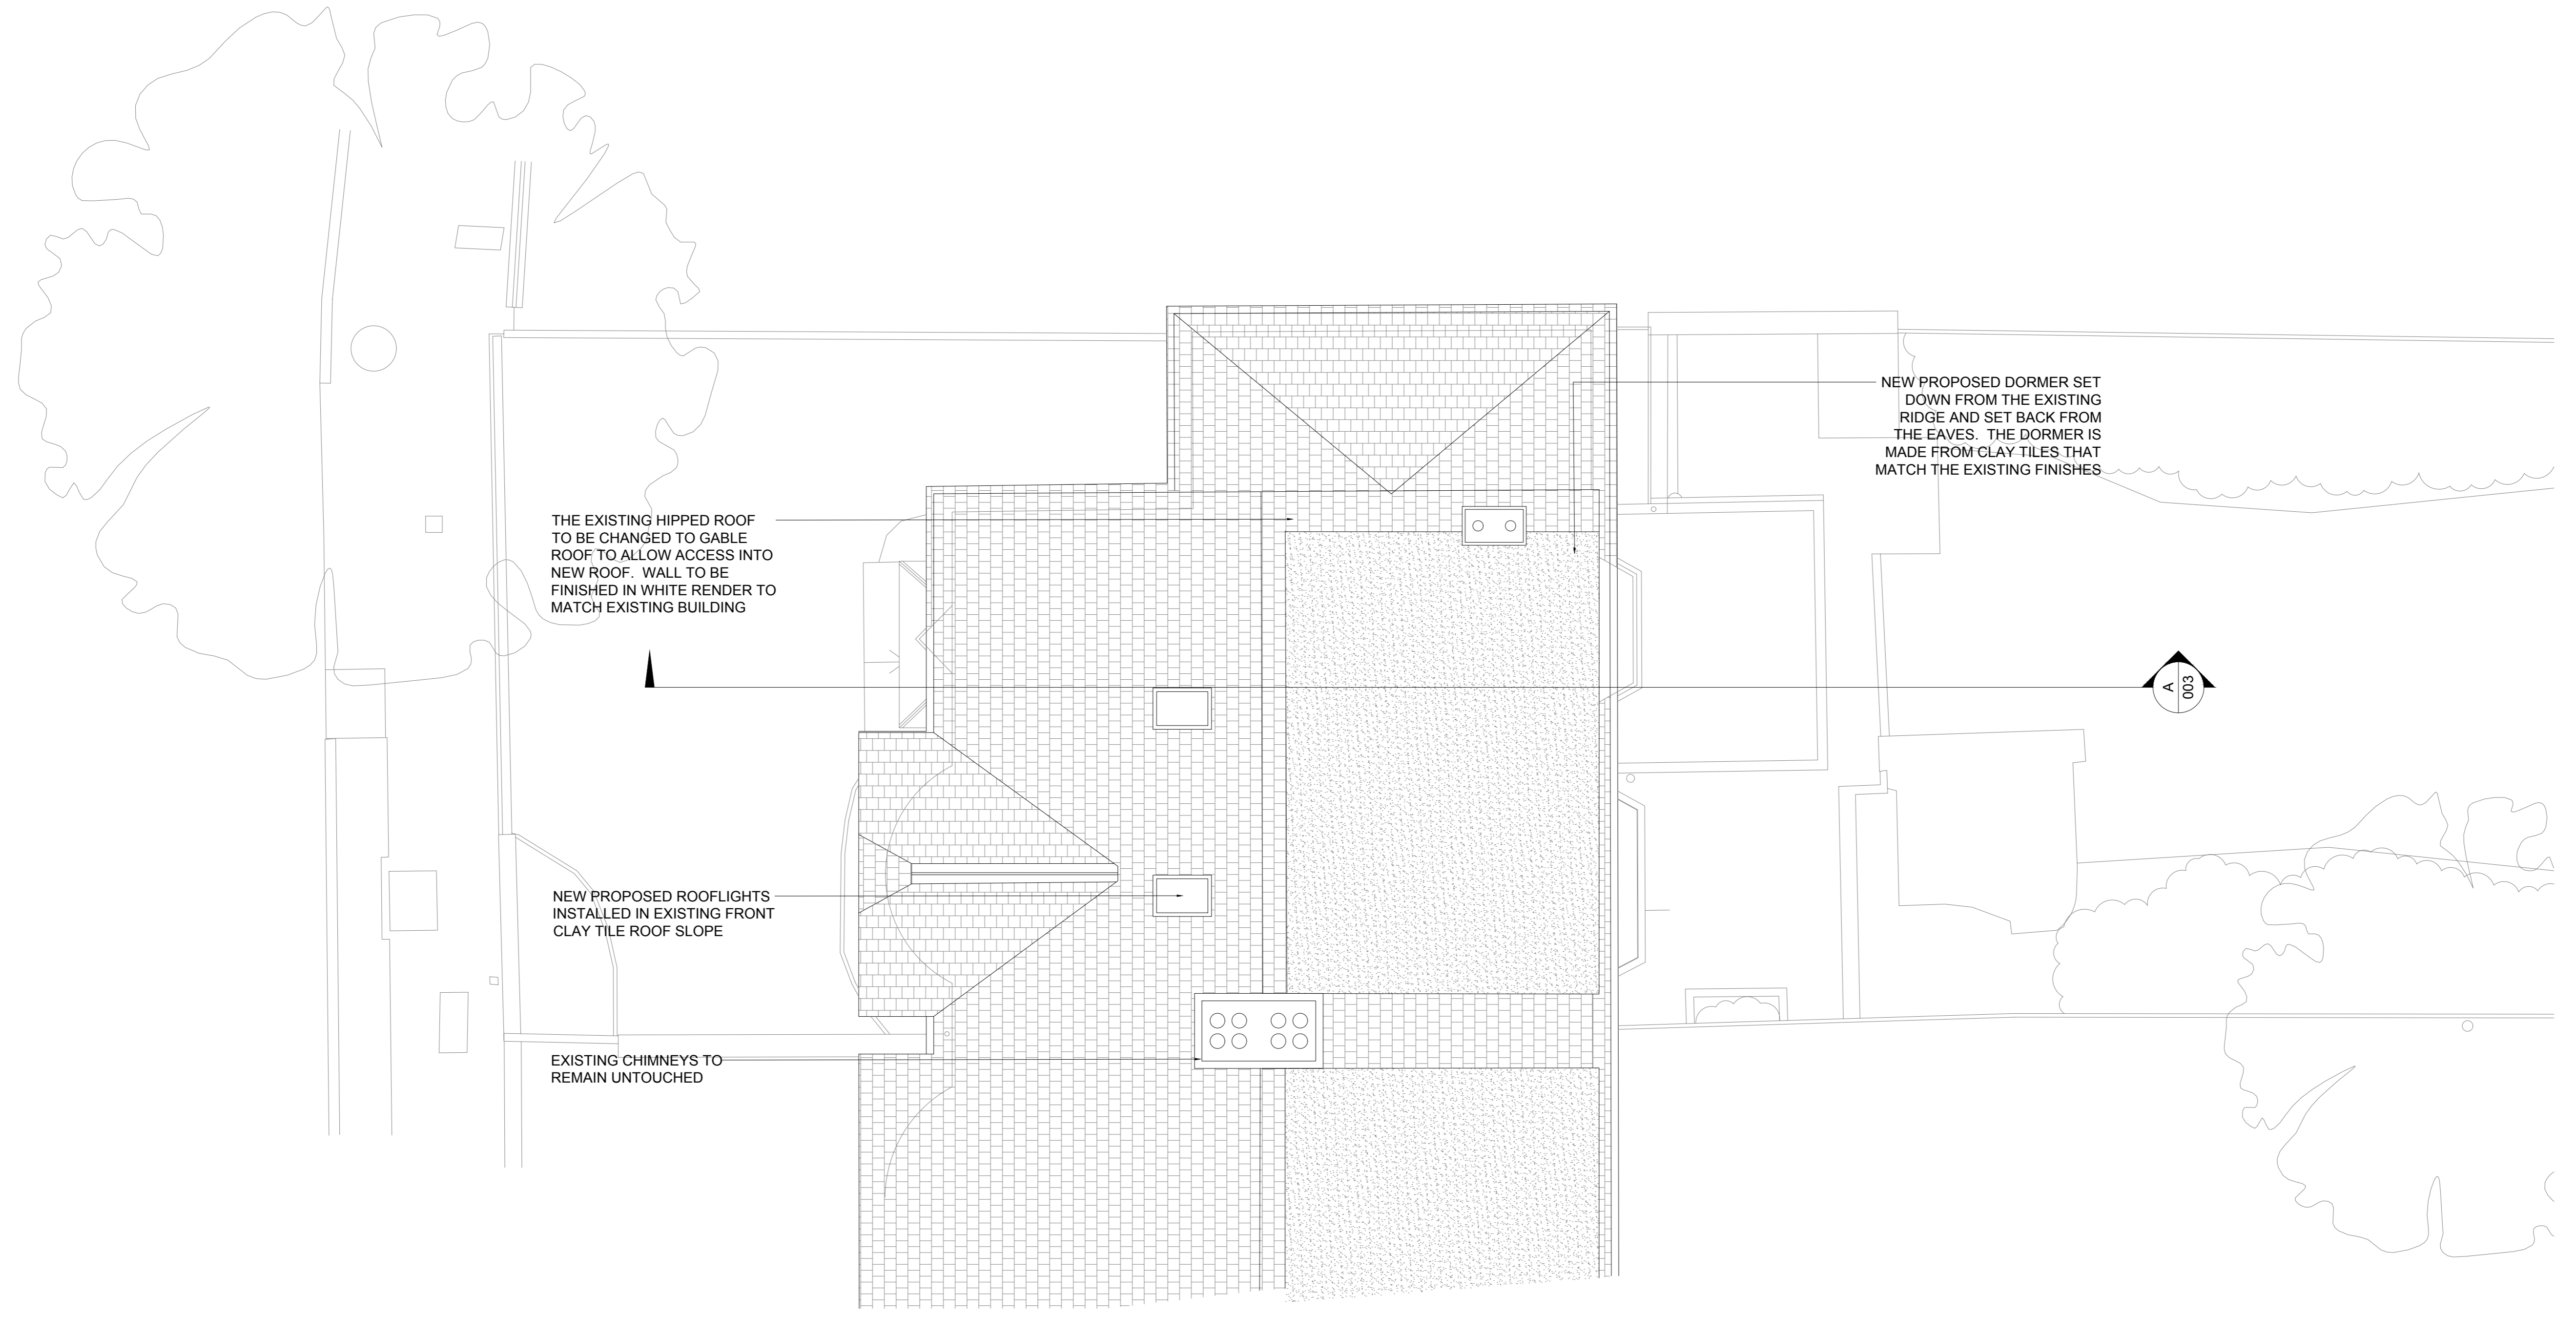 NEW PROPOSED DORMER SET
DOWN FROM THE EXISTING
RIDGE AND SET BACK FROM
THE EAVES. THE DORMER IS
MADE FROM CLAY TILES THAT
MATCH THE EXISTING FINISHES
THE EXISTING HIPPED ROOF
TO BE CHANGED TO GABLE
ROOF TO ALLOW ACCESS INTO
NEW ROOF. WALL TO BE
FINISHED IN WHITE RENDER TO
MATCH EXISTING BUILDING
A
003
NEW PROPOSED ROOFLIGHTS
INSTALLED IN EXISTING FRONT
CLAY TILE ROOF SLOPE
EXISTING CHIMNEYS TO
REMAIN UNTOUCHED